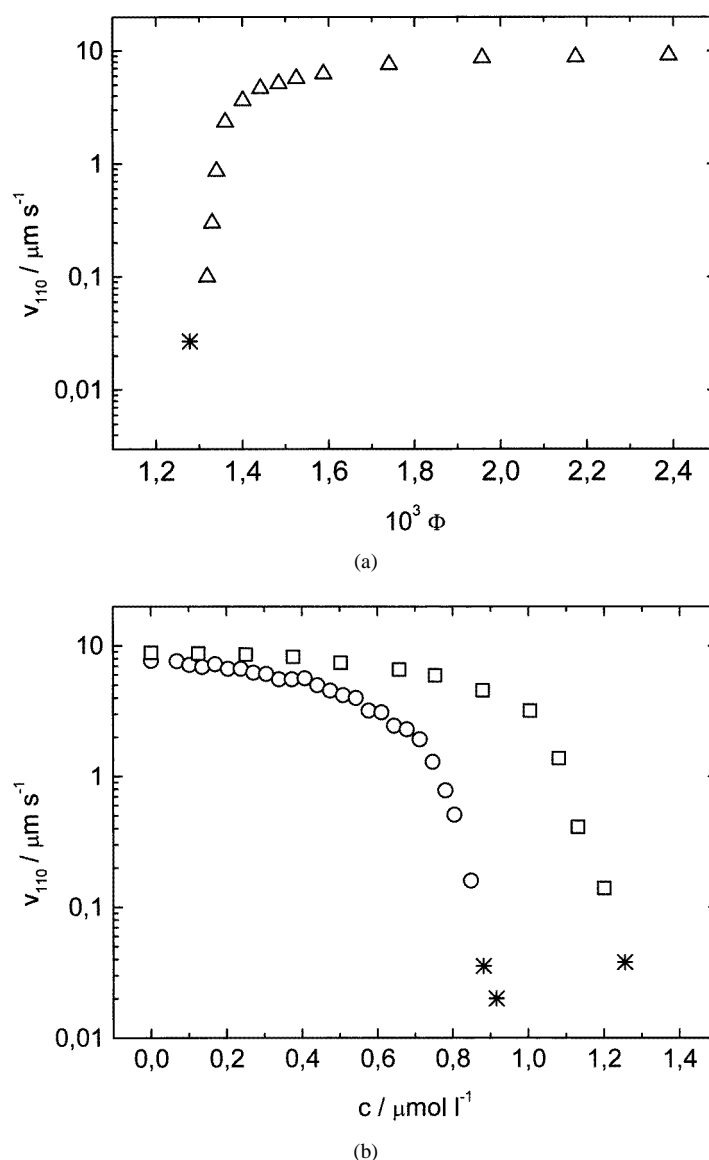 10
1
0,1
0,01
v₁₁₀ / µm s⁻¹
1,2 1,4 1,6 1,8 2,0 2,2 2,4
10³ Φ
(a)
10
1
0,1
0,01
v₁₁₀ / µm s⁻¹
0,0 0,2 0,4 0,6 0,8 1,0 1,2 1,4
c / µmol l⁻¹
(b)